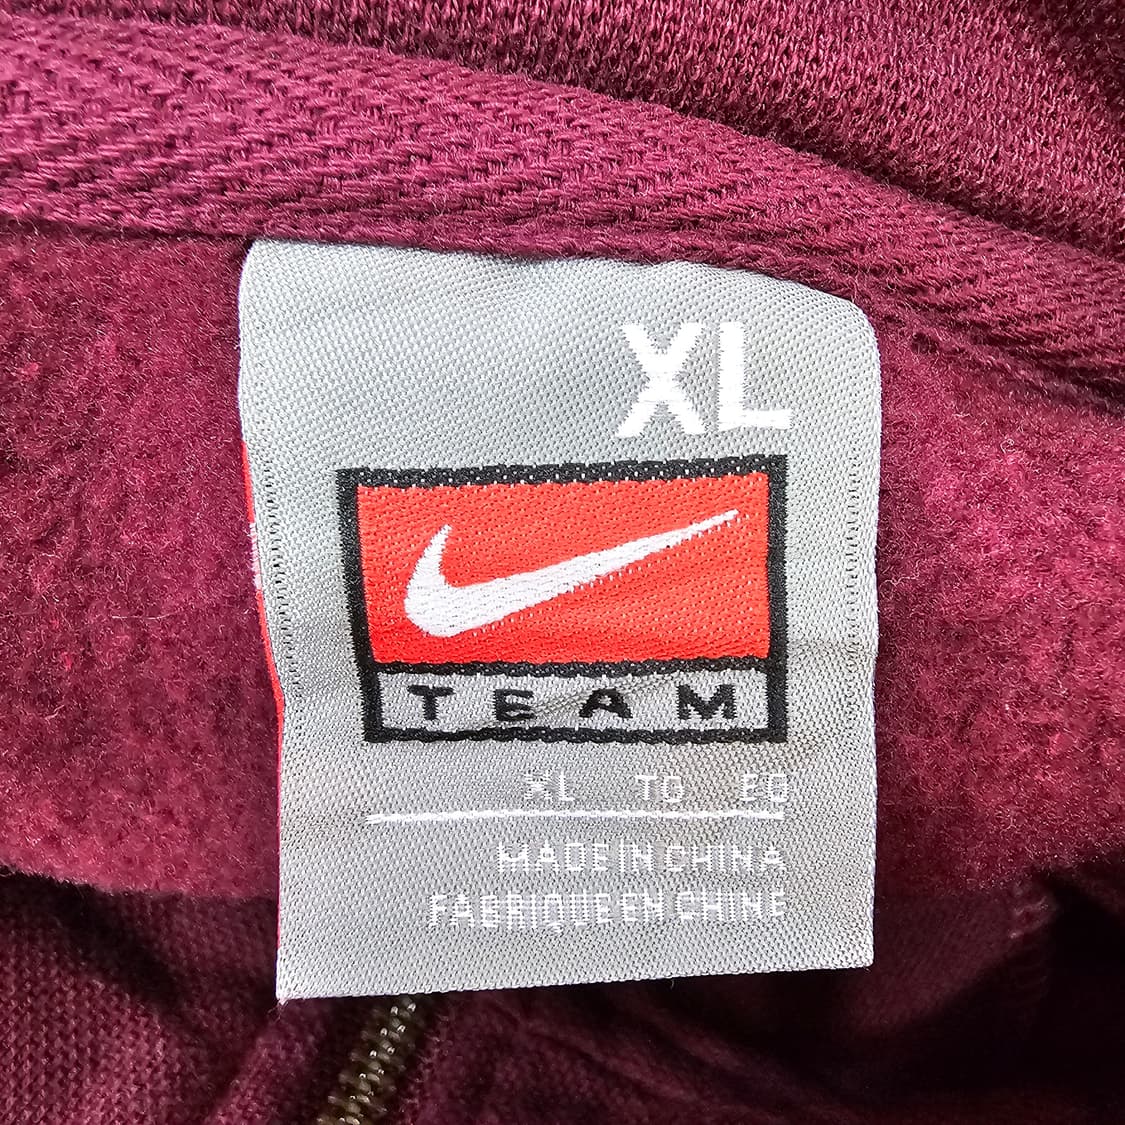 XL
TEAM
XL TG EG
MADE IN CHINA
FABRIQUE EN CHINE